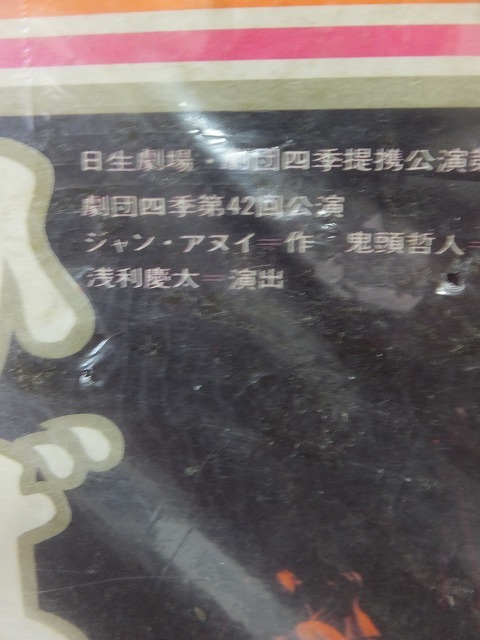 日生劇場・劇団四季提携公演第
劇団四季第42回公演
ジャン・アヌイ=作 鬼頭哲人=
浅利慶太=演出